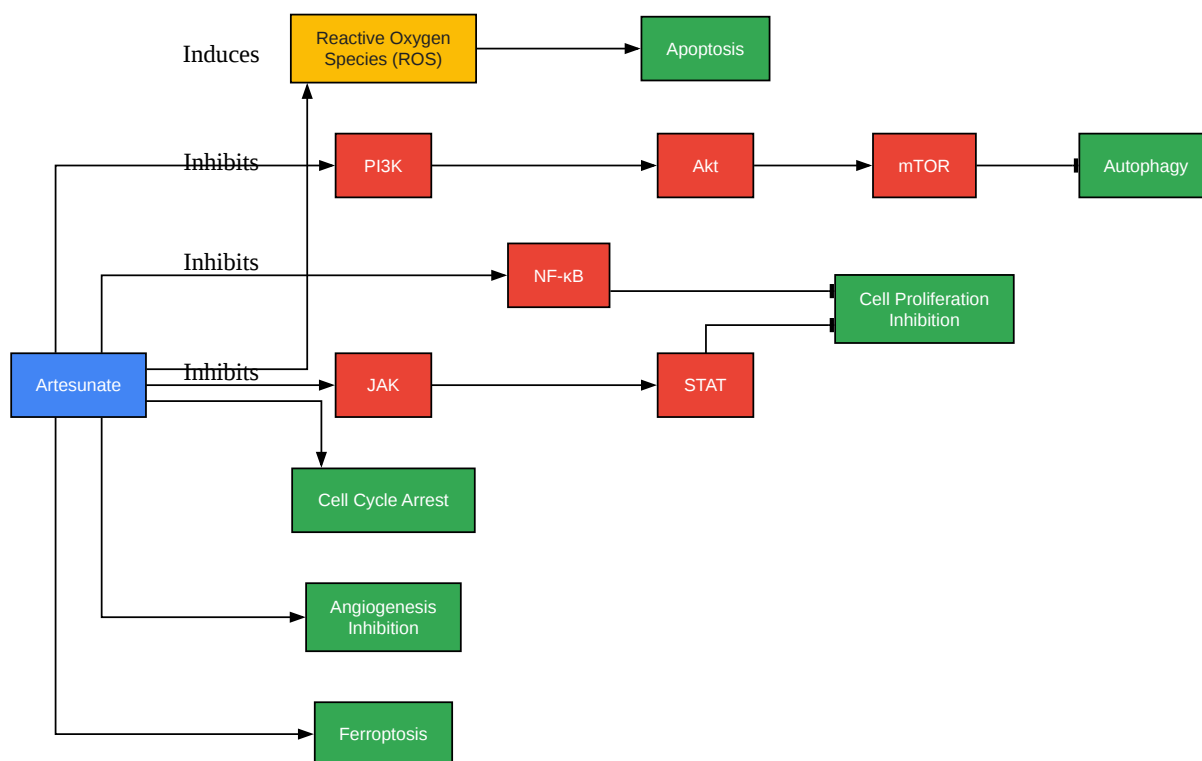 Induces
Reactive Oxygen
Species (ROS)
Apoptosis
Inhibits
PI3K
Akt
mTOR
Autophagy
Inhibits
NF-κB
Cell Proliferation
Inhibition
Artesunate
Inhibits
JAK
STAT
Cell Cycle Arrest
Angiogenesis
Inhibition
Ferroptosis